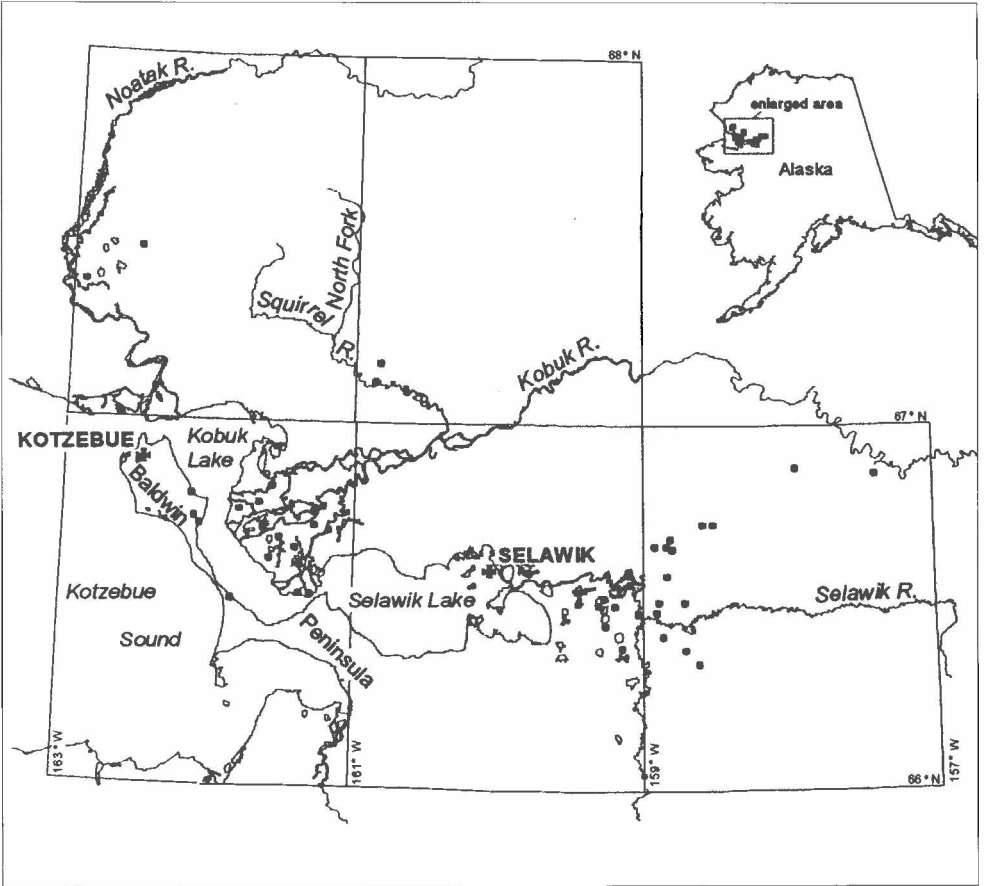 68° N
Noatak R.
enlarged area
Alaska
North Fork
Squirrel
R.
Kobuk R.
67° N
KOTZEBUE
Kobuk
Lake
Baldwin
SELAWIK
Kotzebue
Sound
Selawik Lake
Selawik R.
Peninsula
163° W
161° W
159° W
66° N
157° W